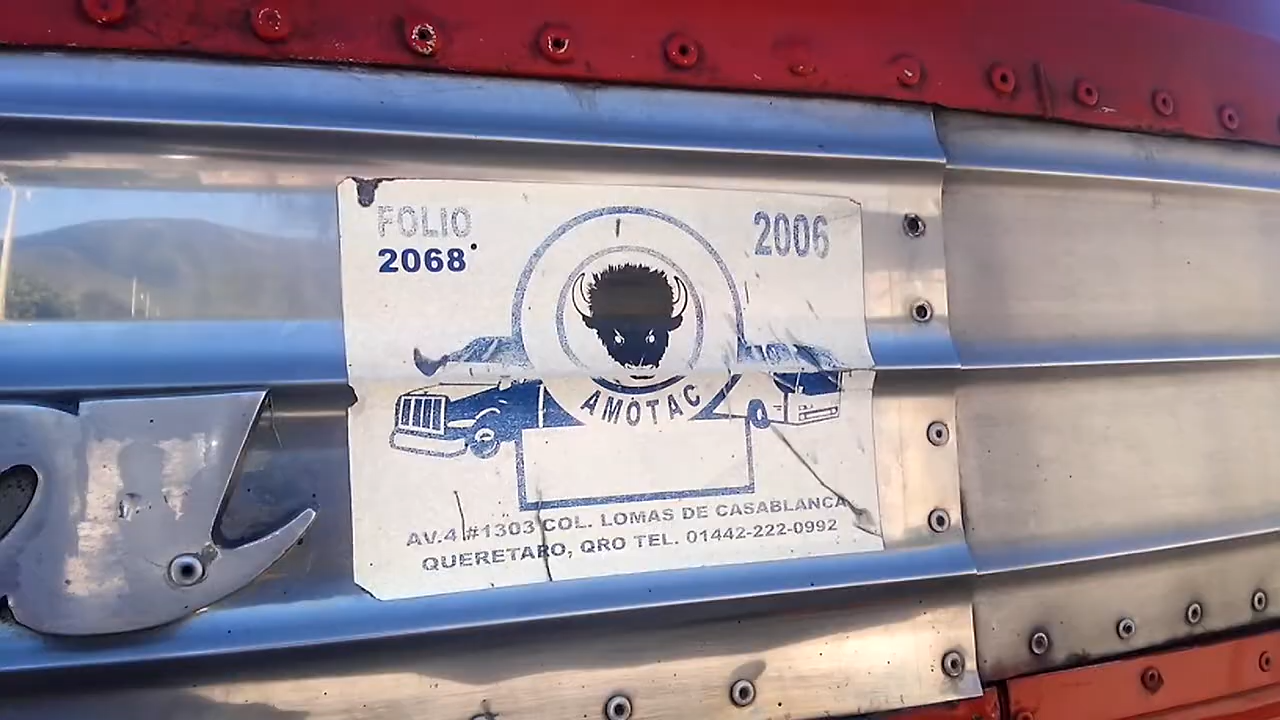 FOLIO
2068
2006
AMOTAC
AV.4 #1303 COL. LOMAS DE CASABLANCA
QUERETARO, QRO TEL. 01442-222-0992